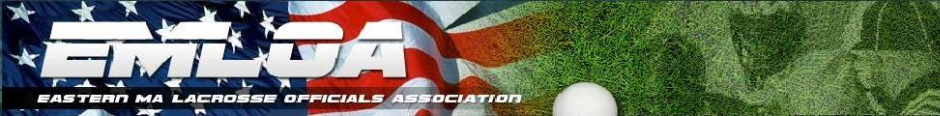 EMLOA
EASTERN MA LACROSSE OFFICIALS ASSOCIATION